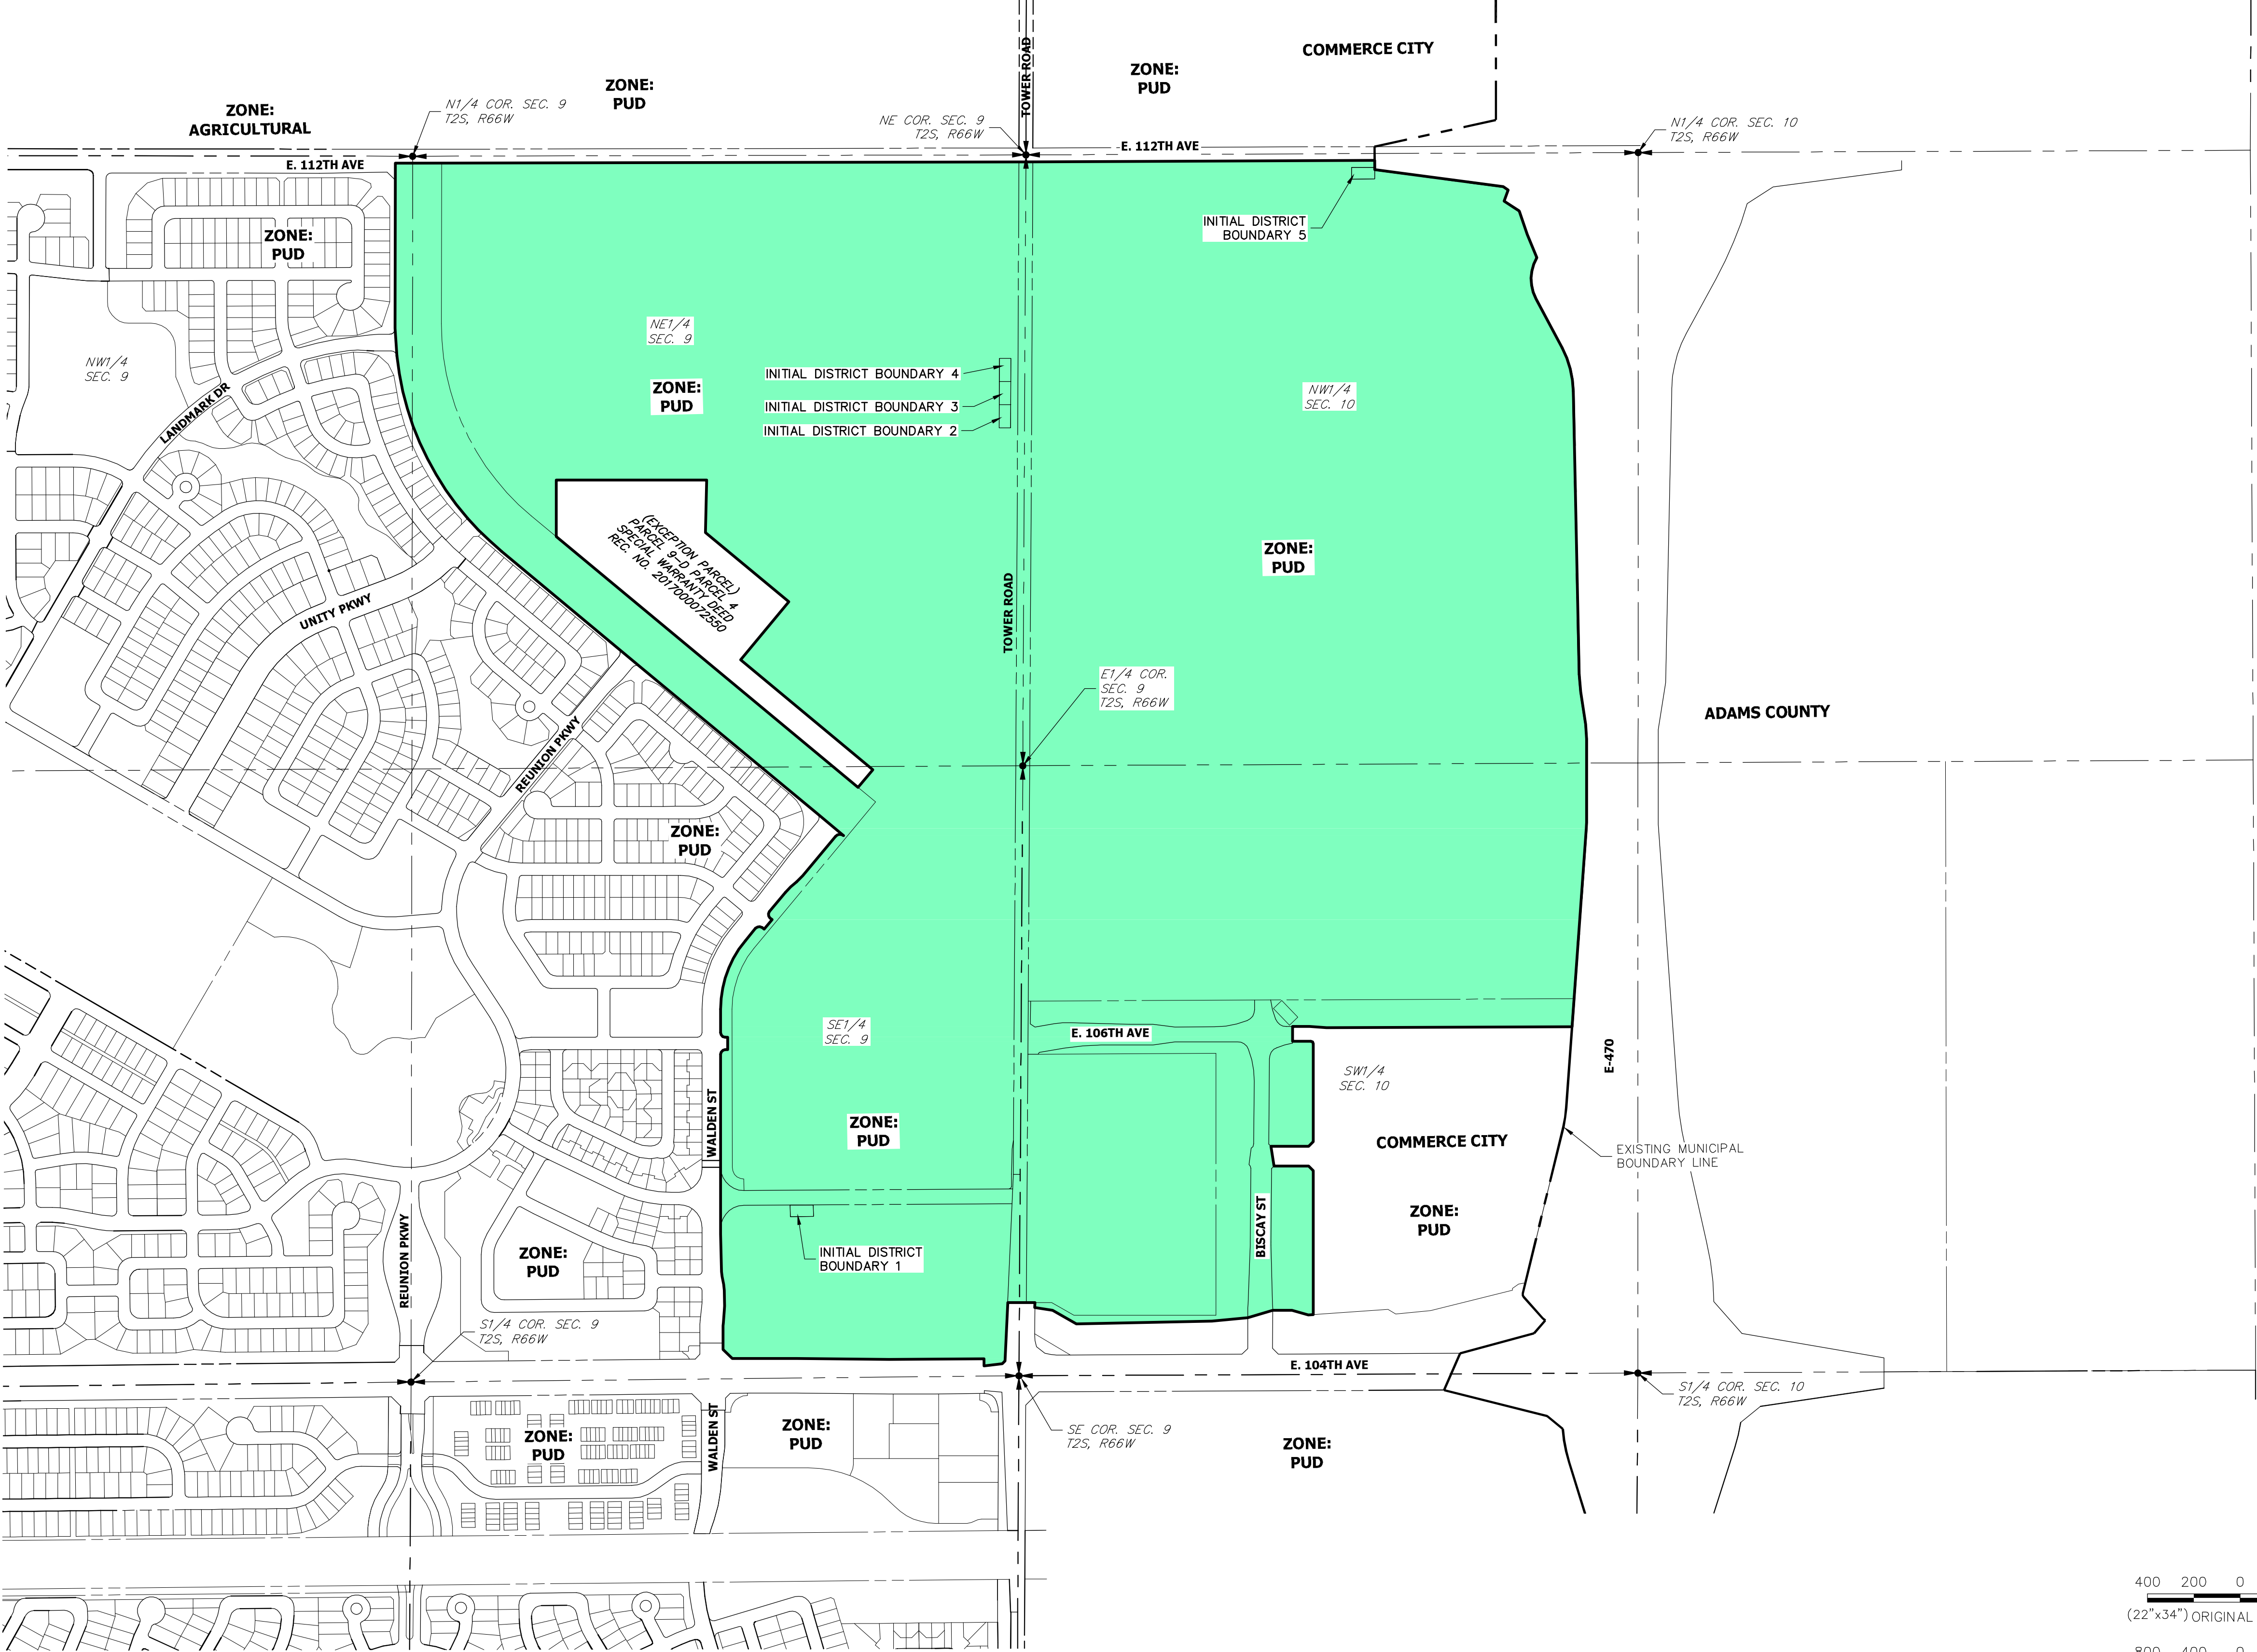 COMMERCE CITY
TOWER ROAD
ZONE:
PUD
ZONE:
PUD
ZONE:
AGRICULTURAL
N1/4 COR. SEC. 9
T2S, R66W
NE COR. SEC. 9
T2S, R66W
N1/4 COR. SEC. 10
T2S, R66W
E. 112TH AVE
E. 112TH AVE
INITIAL DISTRICT
BOUNDARY 5
ZONE:
PUD
NE1/4
SEC. 9
NW1/4
SEC. 9
INITIAL DISTRICT BOUNDARY 4
INITIAL DISTRICT BOUNDARY 3
INITIAL DISTRICT BOUNDARY 2
ZONE:
PUD
NW1/4
SEC. 10
LANDMARK DR
(EXCEPTION PARCEL)
PARCEL 9-D PARCEL 4
SPECIAL WARRANTY DEED
REC. NO. 2017000072550
ZONE:
PUD
UNITY PKWY
TOWER ROAD
E1/4 COR.
SEC. 9
T2S, R66W
ADAMS COUNTY
REUNION PKWY
ZONE:
PUD
SE1/4
SEC. 9
E. 106TH AVE
E-470
SW1/4
SEC. 10
WALDEN ST
ZONE:
PUD
COMMERCE CITY
EXISTING MUNICIPAL
BOUNDARY LINE
BISCAY ST
ZONE:
PUD
REUNION PKWY
ZONE:
PUD
INITIAL DISTRICT
BOUNDARY 1
S1/4 COR. SEC. 9
T2S, R66W
E. 104TH AVE
S1/4 COR. SEC. 10
T2S, R66W
WALDEN ST
ZONE:
PUD
ZONE:
PUD
SE COR. SEC. 9
T2S, R66W
ZONE:
PUD
400 200 0
(22"x34") ORIGINAL
800 400 0